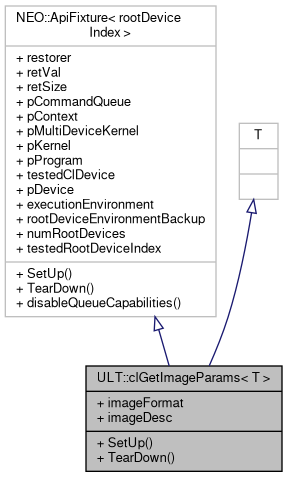 NEO::ApiFixture< rootDevice
Index >
+ restorer
+ retVal
+ retSize
+ pCommandQueue
+ pContext
+ pMultiDeviceKernel
+ pKernel
+ pProgram
+ testedClDevice
+ pDevice
+ executionEnvironment
+ rootDeviceEnvironmentBackup
+ numRootDevices
+ testedRootDeviceIndex
+ SetUp()
+ TearDown()
+ disableQueueCapabilities()
T
ULT::clGetImageParams< T >
+ imageFormat
+ imageDesc
+ SetUp()
+ TearDown()